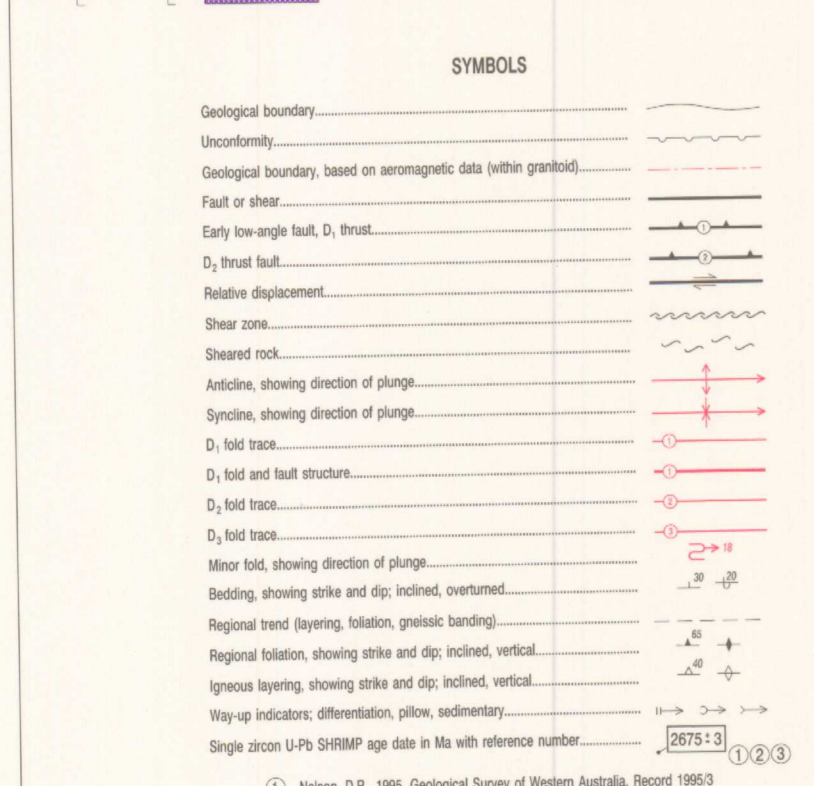 SYMBOLS
Geological boundary
Unconformity
Geological boundary, based on aeromagnetic data (within granitoid)
Fault or shear
Early low-angle fault, D₁ thrust ①
D₂ thrust fault ②
Relative displacement
Shear zone
Sheared rock
Anticline, showing direction of plunge
Syncline, showing direction of plunge
D₁ fold trace ①
D₁ fold and fault structure ①
D₂ fold trace ②
D₃ fold trace ③
Minor fold, showing direction of plunge 18
Bedding, showing strike and dip; inclined, overturned 30 20
Regional trend (layering, foliation, gneissic banding)
Regional foliation, showing strike and dip; inclined, vertical 65
Igneous layering, showing strike and dip; inclined, vertical 40
Way-up indicators; differentiation, pillow, sedimentary
Single zircon U-Pb SHRIMP age date in Ma with reference number 2675±3 ①②③
① Nelson, D.R., 1995, Geological Survey of Western Australia, Record 1995/3